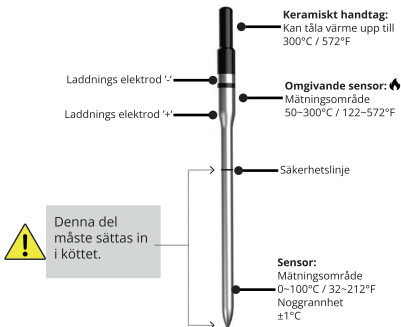 Keramiskt handtag:
Kan tåla värme upp till
300°C / 572°F
Laddnings elektrod ‘-’
Omgivande sensor:
Mätningsområde
50~300°C / 122~572°F
Laddnings elektrod ‘+’
Säkerhetslinje
Denna del
måste sättas in
i köttet.
Sensor:
Mätningsområde
0~100°C / 32~212°F
Noggrannhet
±1°C